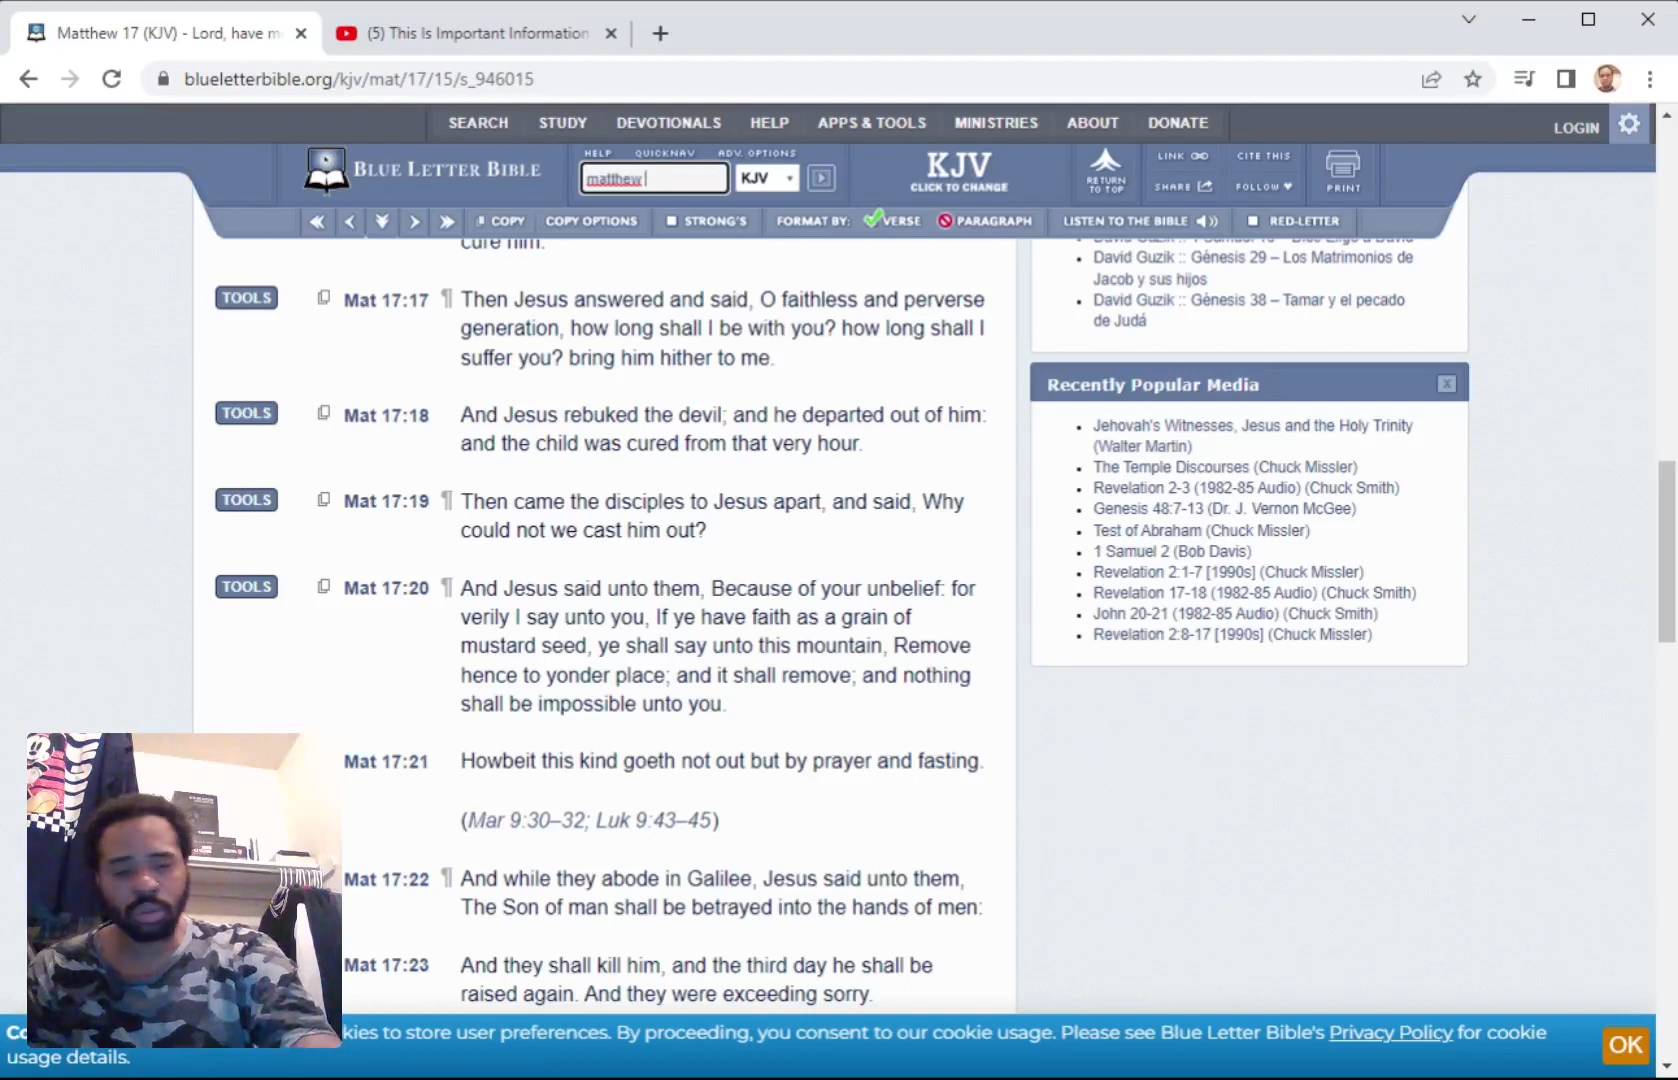 Matthew 17 (KJV) - Lord, have me
(5) This Is Important Information
blueletterbible.org/kjv/mat/17/15/s_946015
SEARCH STUDY DEVOTIONALS HELP APPS & TOOLS MINISTRIES ABOUT DONATE
LOGIN
BLUE LETTER BIBLE
HELP QUICKNAV ADV. OPTIONS
matthew
KJV
KJV
CLICK TO CHANGE
RETURN
TO TOP
LINK
CITE THIS
SHARE
FOLLOW
PRINT
COPY COPY OPTIONS STRONG'S FORMAT BY: VERSE PARAGRAPH LISTEN TO THE BIBLE RED-LETTER
cure him.
TOOLS Mat 17:17 ¶ Then Jesus answered and said, O faithless and perverse
generation, how long shall I be with you? how long shall I
suffer you? bring him hither to me.
TOOLS Mat 17:18 And Jesus rebuked the devil; and he departed out of him:
and the child was cured from that very hour.
TOOLS Mat 17:19 ¶ Then came the disciples to Jesus apart, and said, Why
could not we cast him out?
TOOLS Mat 17:20 ¶ And Jesus said unto them, Because of your unbelief: for
verily I say unto you, If ye have faith as a grain of
mustard seed, ye shall say unto this mountain, Remove
hence to yonder place; and it shall remove; and nothing
shall be impossible unto you.
Mat 17:21 Howbeit this kind goeth not out but by prayer and fasting.
(Mar 9:30–32; Luk 9:43–45)
Mat 17:22 ¶ And while they abode in Galilee, Jesus said unto them,
The Son of man shall be betrayed into the hands of men:
Mat 17:23 And they shall kill him, and the third day he shall be
raised again. And they were exceeding sorry.
David Guzik :: Génesis 29 – Los Matrimonios de
Jacob y sus hijos
David Guzik :: Génesis 38 – Tamar y el pecado
de Judá
Recently Popular Media
Jehovah's Witnesses, Jesus and the Holy Trinity
(Walter Martin)
The Temple Discourses (Chuck Missler)
Revelation 2-3 (1982-85 Audio) (Chuck Smith)
Genesis 48:7-13 (Dr. J. Vernon McGee)
Test of Abraham (Chuck Missler)
1 Samuel 2 (Bob Davis)
Revelation 2:1-7 [1990s] (Chuck Missler)
Revelation 17-18 (1982-85 Audio) (Chuck Smith)
John 20-21 (1982-85 Audio) (Chuck Smith)
Revelation 2:8-17 [1990s] (Chuck Missler)
Co kies to store user preferences. By proceeding, you consent to our cookie usage. Please see Blue Letter Bible's Privacy Policy for cookie
usage details.
OK